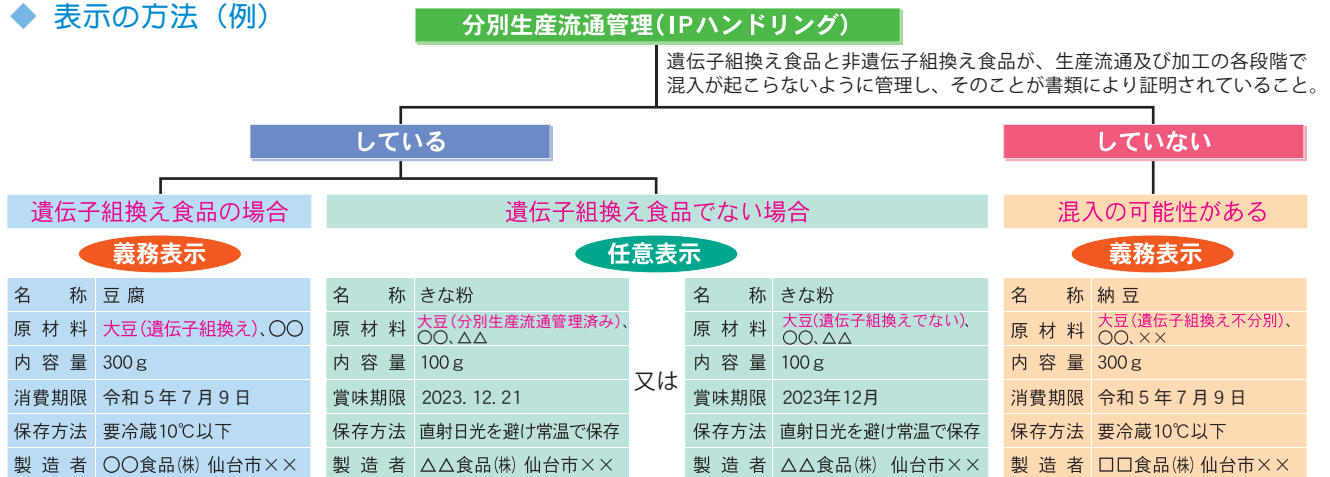 ◆ 表示の方法（例）
分別生産流通管理（IPハンドリング）
遺伝子組換え食品と非遺伝子組換え食品が、生産流通及び加工の各段階で
混入が起こらないように管理し、そのことが書類により証明されていること。
している
していない
遺伝子組換え食品の場合
義務表示
名称 豆腐
原材料 大豆（遺伝子組換え）、〇〇
内容量 300g
消費期限 令和5年7月9日
保存方法 要冷蔵10℃以下
製造者 〇〇食品㈱ 仙台市××
遺伝子組換え食品でない場合
任意表示
名称 きな粉
原材料 大豆（分別生産流通管理済み）、
〇〇、△△
内容量 100g
賞味期限 2023. 12. 21
保存方法 直射日光を避け常温で保存
製造者 △△食品㈱ 仙台市××
又は
名称 きな粉
原材料 大豆（遺伝子組換えでない）、
〇〇、△△
内容量 100g
賞味期限 2023年12月
保存方法 直射日光を避け常温で保存
製造者 △△食品㈱ 仙台市××
混入の可能性がある
義務表示
名称 納豆
原材料 大豆（遺伝子組換え不分別）、
〇〇、××
内容量 300g
消費期限 令和5年7月9日
保存方法 要冷蔵10℃以下
製造者 □□食品㈱ 仙台市××